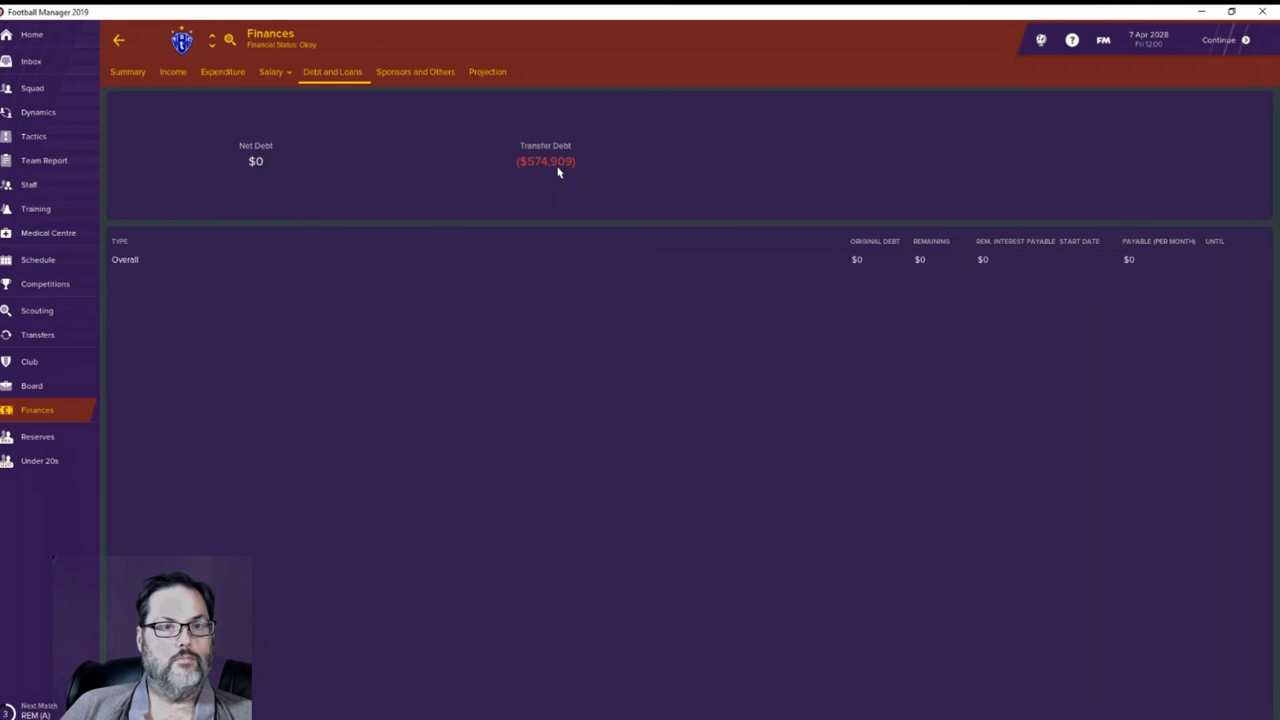 Football Manager 2019
Home
Inbox
Squad
Dynamics
Tactics
Team Report
Staff
Training
Medical Centre
Schedule
Competitions
Scouting
Transfers
Club
Board
Finances
Reserves
Under 20s
3
Next Match
REM (A)
Finances
Financial Status: Okay
?
FM
7 Apr 2028
Fri 12:00
Continue
Summary Income Expenditure Salary Debt and Loans Sponsors and Others Projection
Net Debt
$0
Transfer Debt
($574,909)
TYPE ORIGINAL DEBT REMAINING REM. INTEREST PAYABLE START DATE PAYABLE (PER MONTH) UNTIL
Overall $0 $0 $0 $0